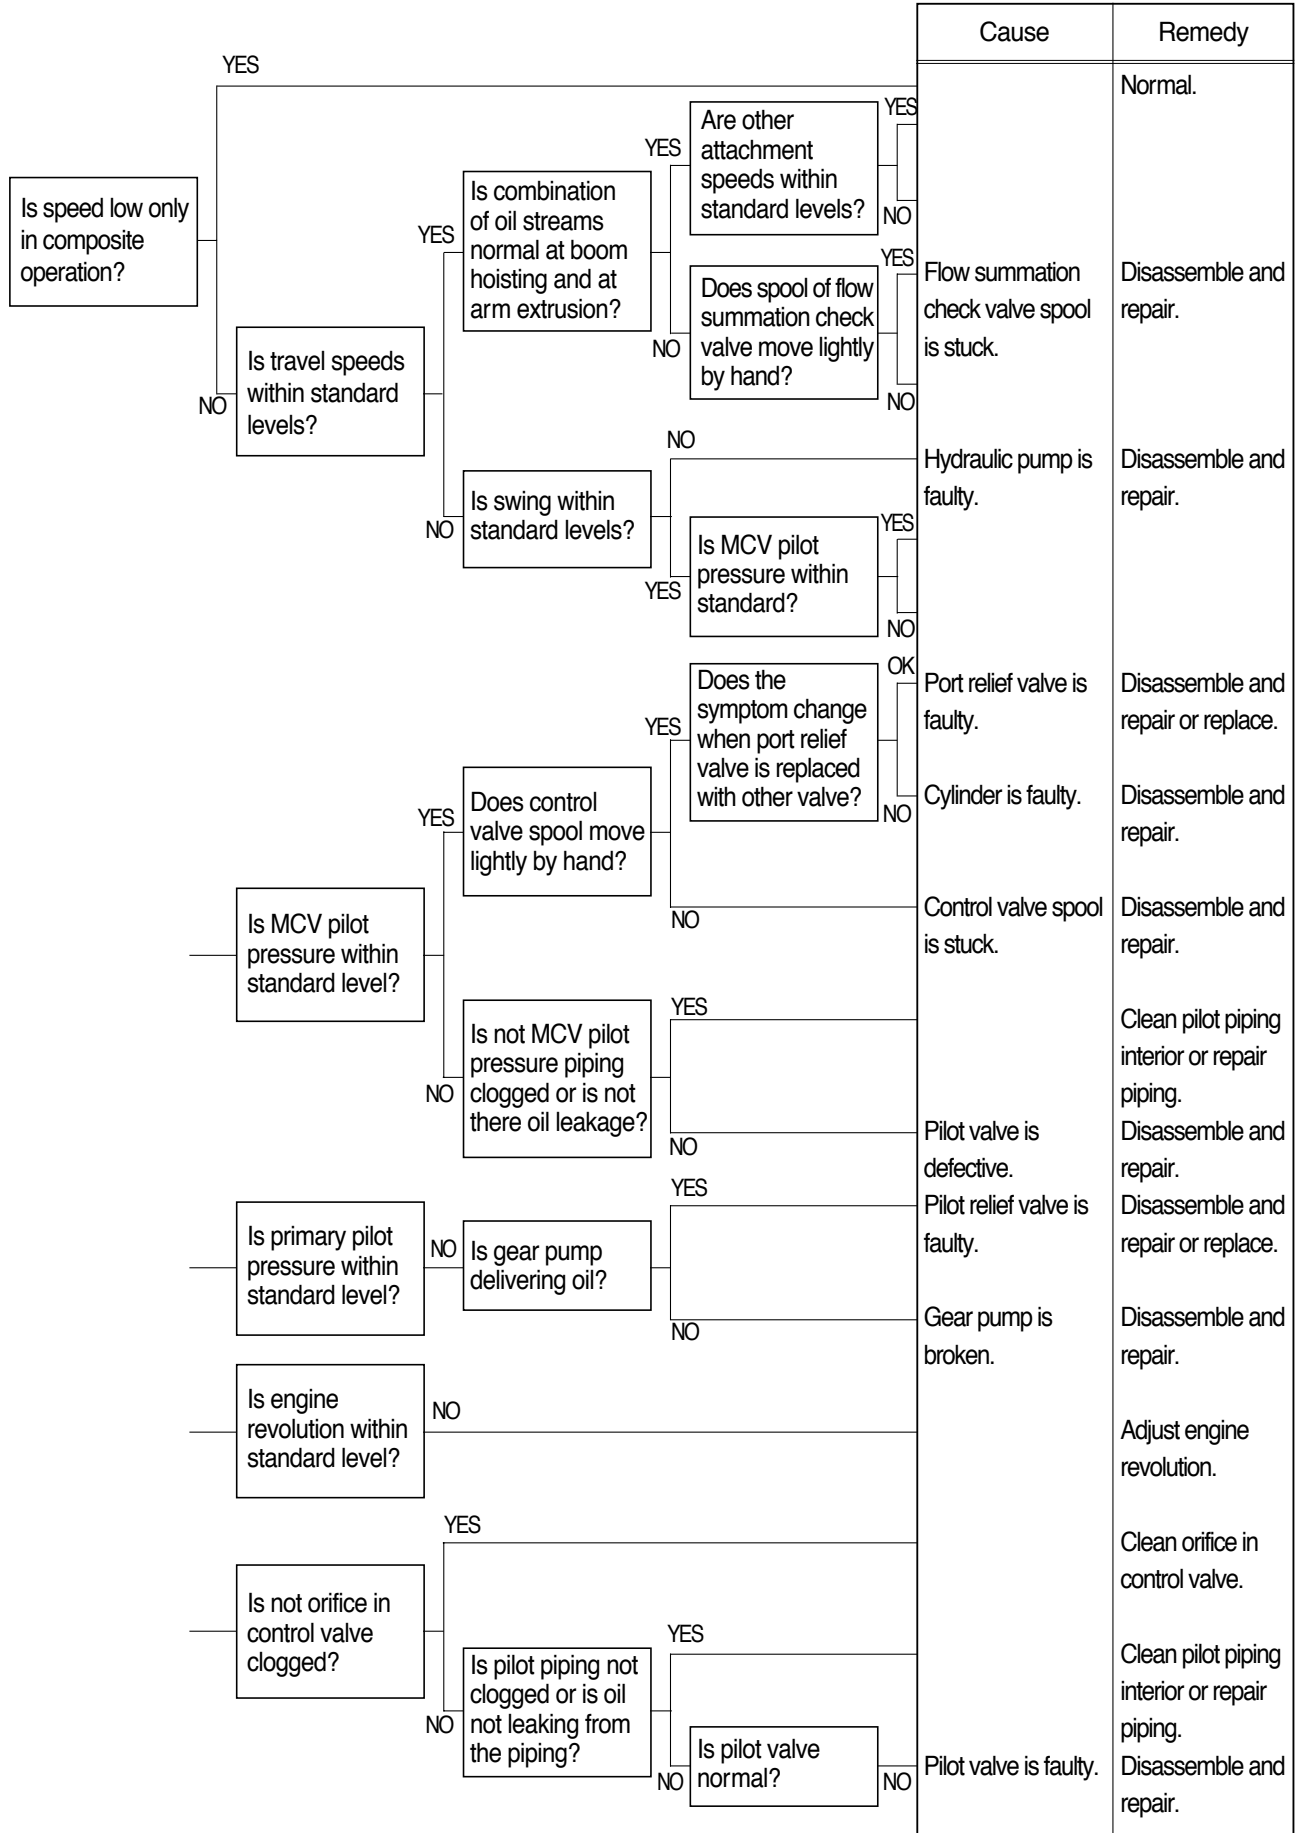 Cause
Remedy
YES
Normal.
Is speed low only
in composite
operation?
NO
Is travel speeds
within standard
levels?
YES
Is combination
of oil streams
normal at boom
hoisting and at
arm extrusion?
YES
Are other
attachment
speeds within
standard levels?
YES
NO
NO
Does spool of flow
summation check
valve move lightly
by hand?
YES
NO
Flow summation
check valve spool
is stuck.
Disassemble and
repair.
NO
Is swing within
standard levels?
NO
Hydraulic pump is
faulty.
Disassemble and
repair.
YES
Is MCV pilot
pressure within
standard?
YES
NO
Is MCV pilot
pressure within
standard level?
YES
Does control
valve spool move
lightly by hand?
YES
Does the
symptom change
when port relief
valve is replaced
with other valve?
OK
Port relief valve is
faulty.
Disassemble and
repair or replace.
NO
Cylinder is faulty.
Disassemble and
repair.
NO
Control valve spool
is stuck.
Disassemble and
repair.
NO
Is not MCV pilot
pressure piping
clogged or is not
there oil leakage?
YES
Clean pilot piping
interior or repair
piping.
NO
Pilot valve is
defective.
Disassemble and
repair.
Is primary pilot
pressure within
standard level?
NO
Is gear pump
delivering oil?
YES
Pilot relief valve is
faulty.
Disassemble and
repair or replace.
NO
Gear pump is
broken.
Disassemble and
repair.
Is engine
revolution within
standard level?
NO
Adjust engine
revolution.
Is not orifice in
control valve
clogged?
YES
Clean orifice in
control valve.
NO
Is pilot piping not
clogged or is oil
not leaking from
the piping?
YES
Clean pilot piping
interior or repair
piping.
NO
Is pilot valve
normal?
NO
Pilot valve is faulty.
Disassemble and
repair.